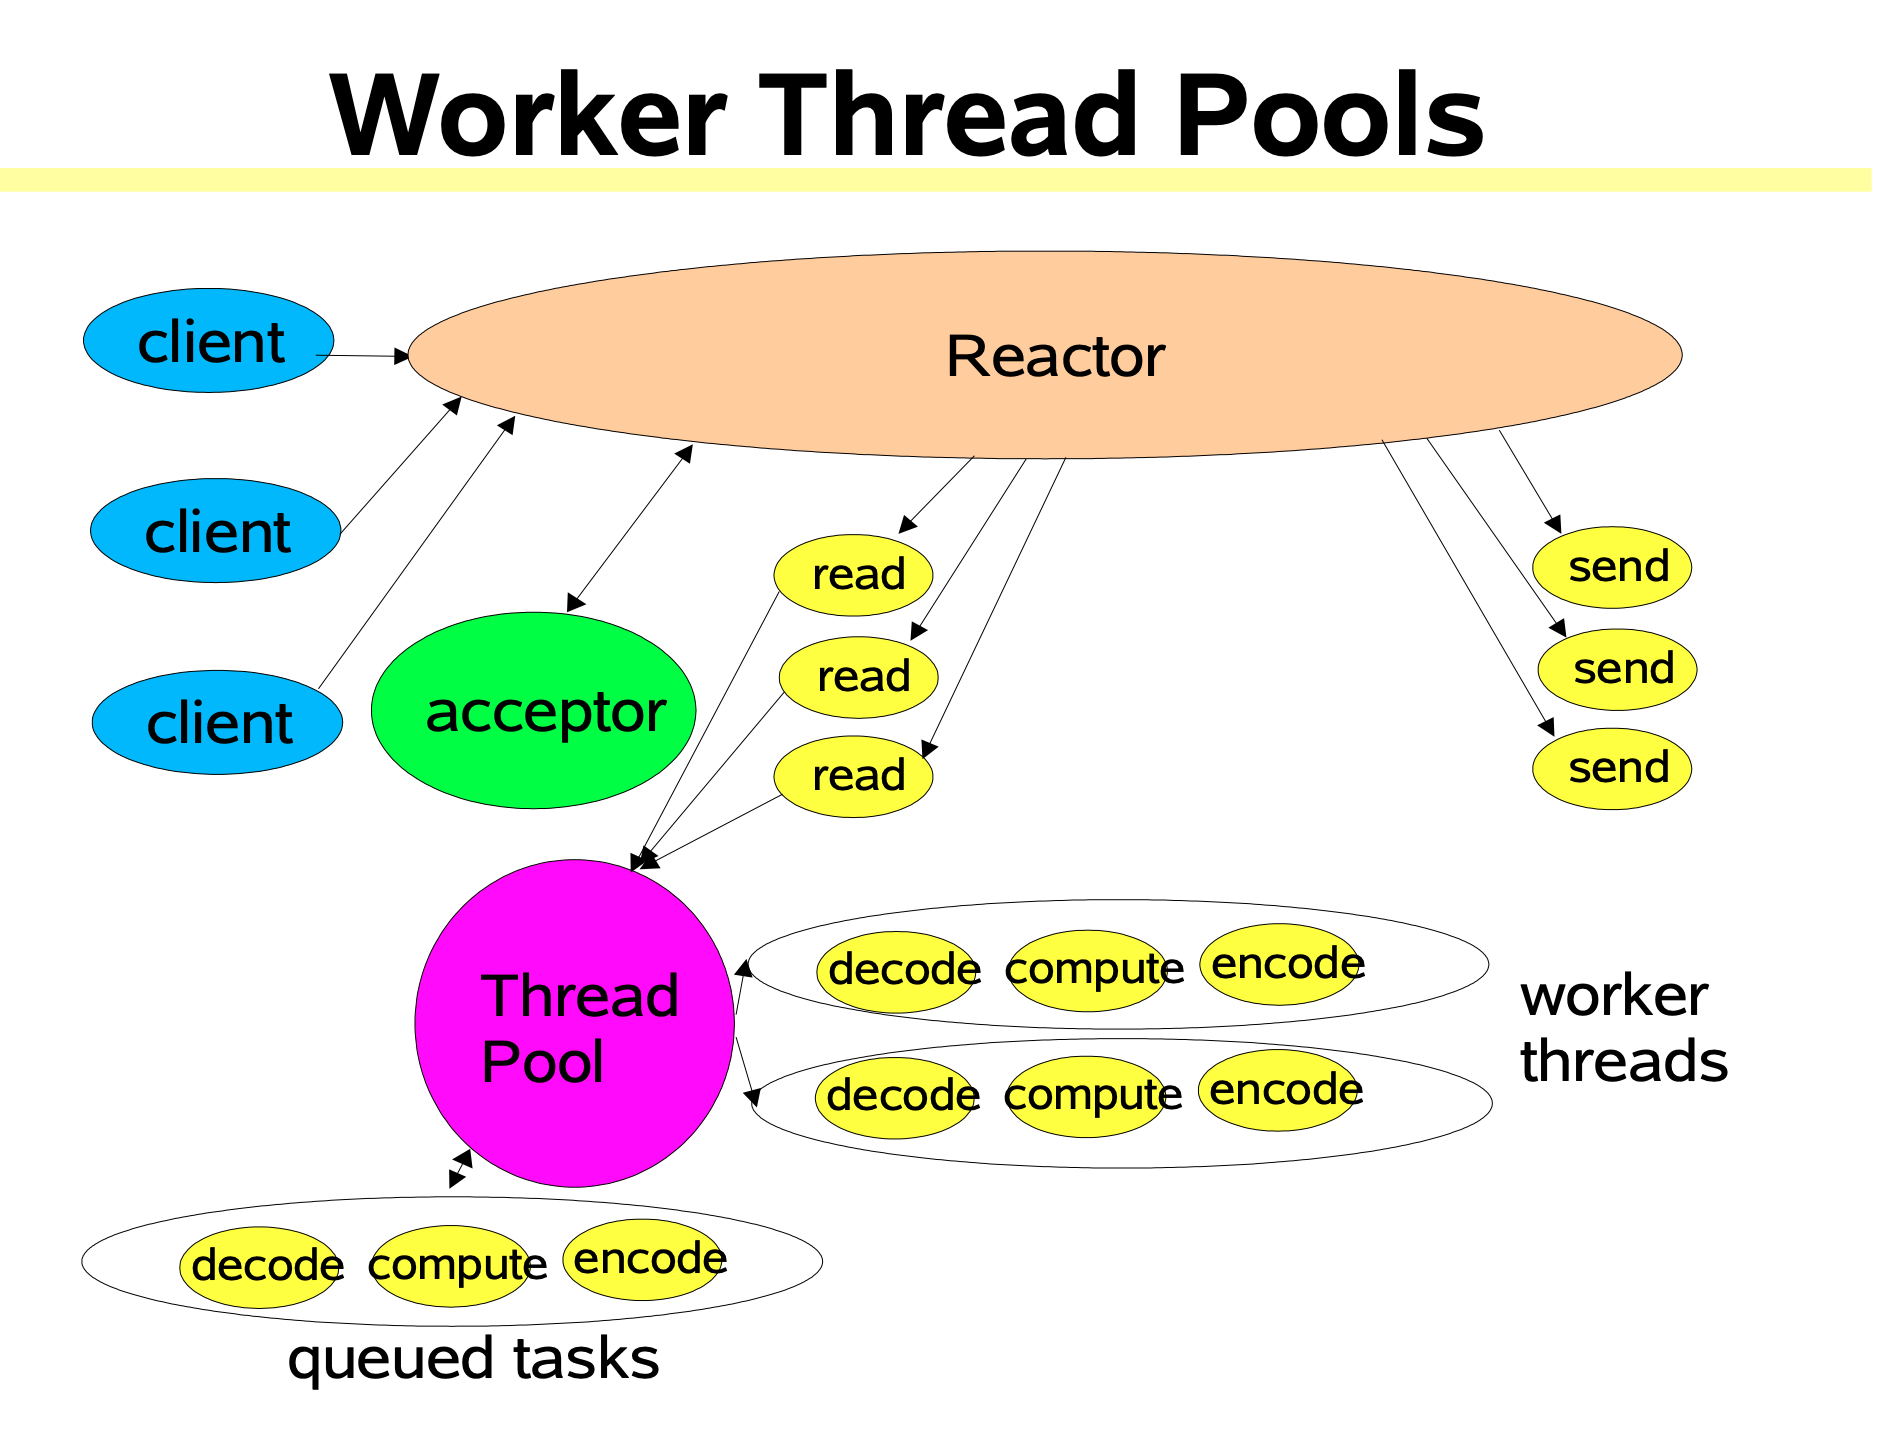 Worker Thread Pools
client
Reactor
client
client
acceptor
read
read
read
send
send
send
Thread
Pool
decode compute encode
decode compute encode
worker
threads
decode compute encode
queued tasks